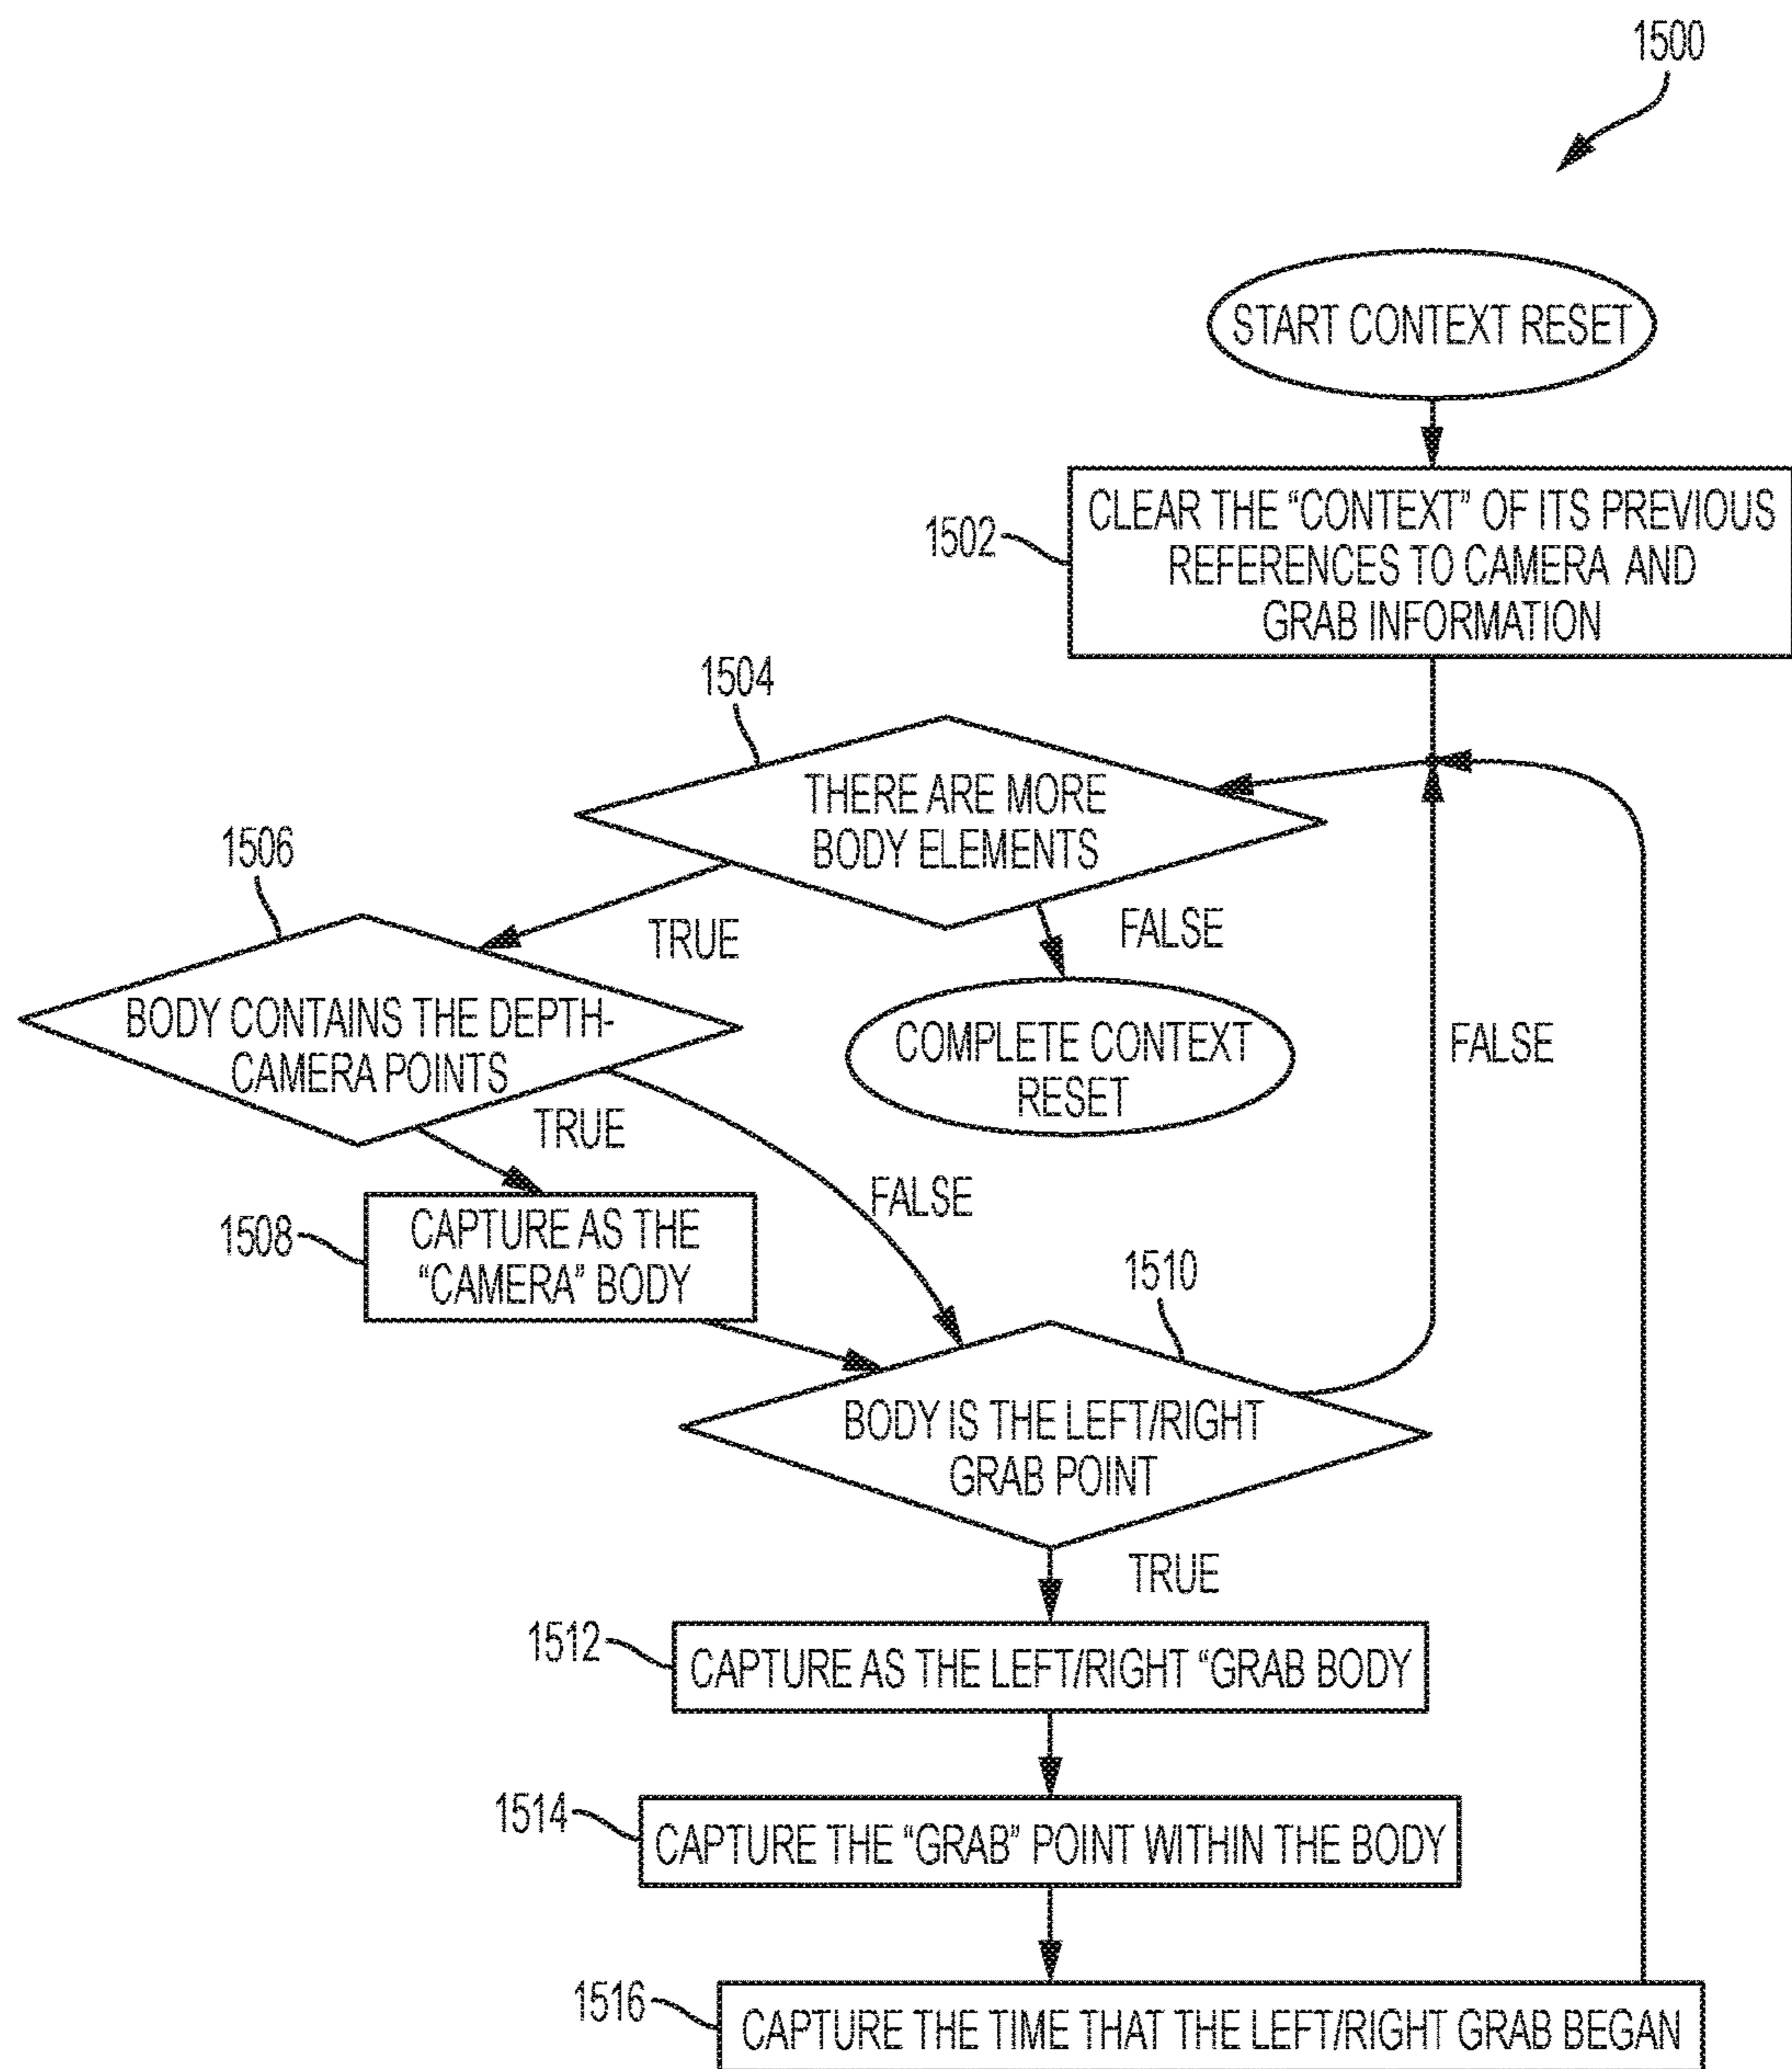 1500
START CONTEXT RESET
1502
CLEAR THE “CONTEXT” OF ITS PREVIOUS
REFERENCES TO CAMERA AND
GRAB INFORMATION
1504
THERE ARE MORE
BODY ELEMENTS
TRUE
FALSE
1506
BODY CONTAINS THE DEPTH-
CAMERA POINTS
COMPLETE CONTEXT
RESET
FALSE
TRUE
FALSE
1508
CAPTURE AS THE
“CAMERA” BODY
1510
BODY IS THE LEFT/RIGHT
GRAB POINT
TRUE
1512
CAPTURE AS THE LEFT/RIGHT “GRAB BODY
1514
CAPTURE THE “GRAB” POINT WITHIN THE BODY
1516
CAPTURE THE TIME THAT THE LEFT/RIGHT GRAB BEGAN